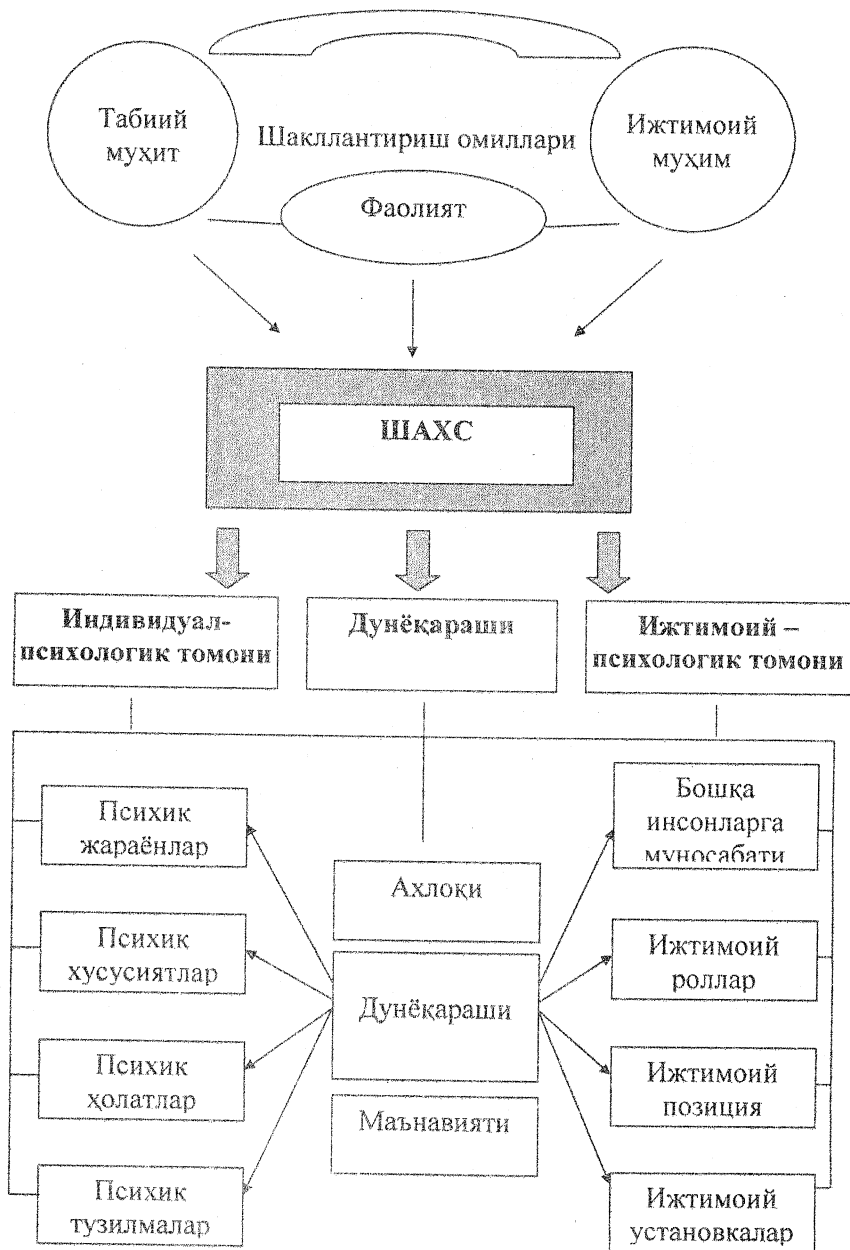 Табиий
муҳит
Шакллантириш омиллари
Ижтимоий
муҳим
Фаолият
ШАХС
Индивидуал-
психологик томони
Дунёқараши
Ижтимоий –
психологик томони
Психик
жараёнлар
Психик
хусусиятлар
Психик
ҳолатлар
Психик
тузилмалар
Ахлоқи
Дунёқараши
Маънавияти
Бошқа
инсонларга
муносабати
Ижтимоий
роллар
Ижтимоий
позиция
Ижтимоий
установкалар